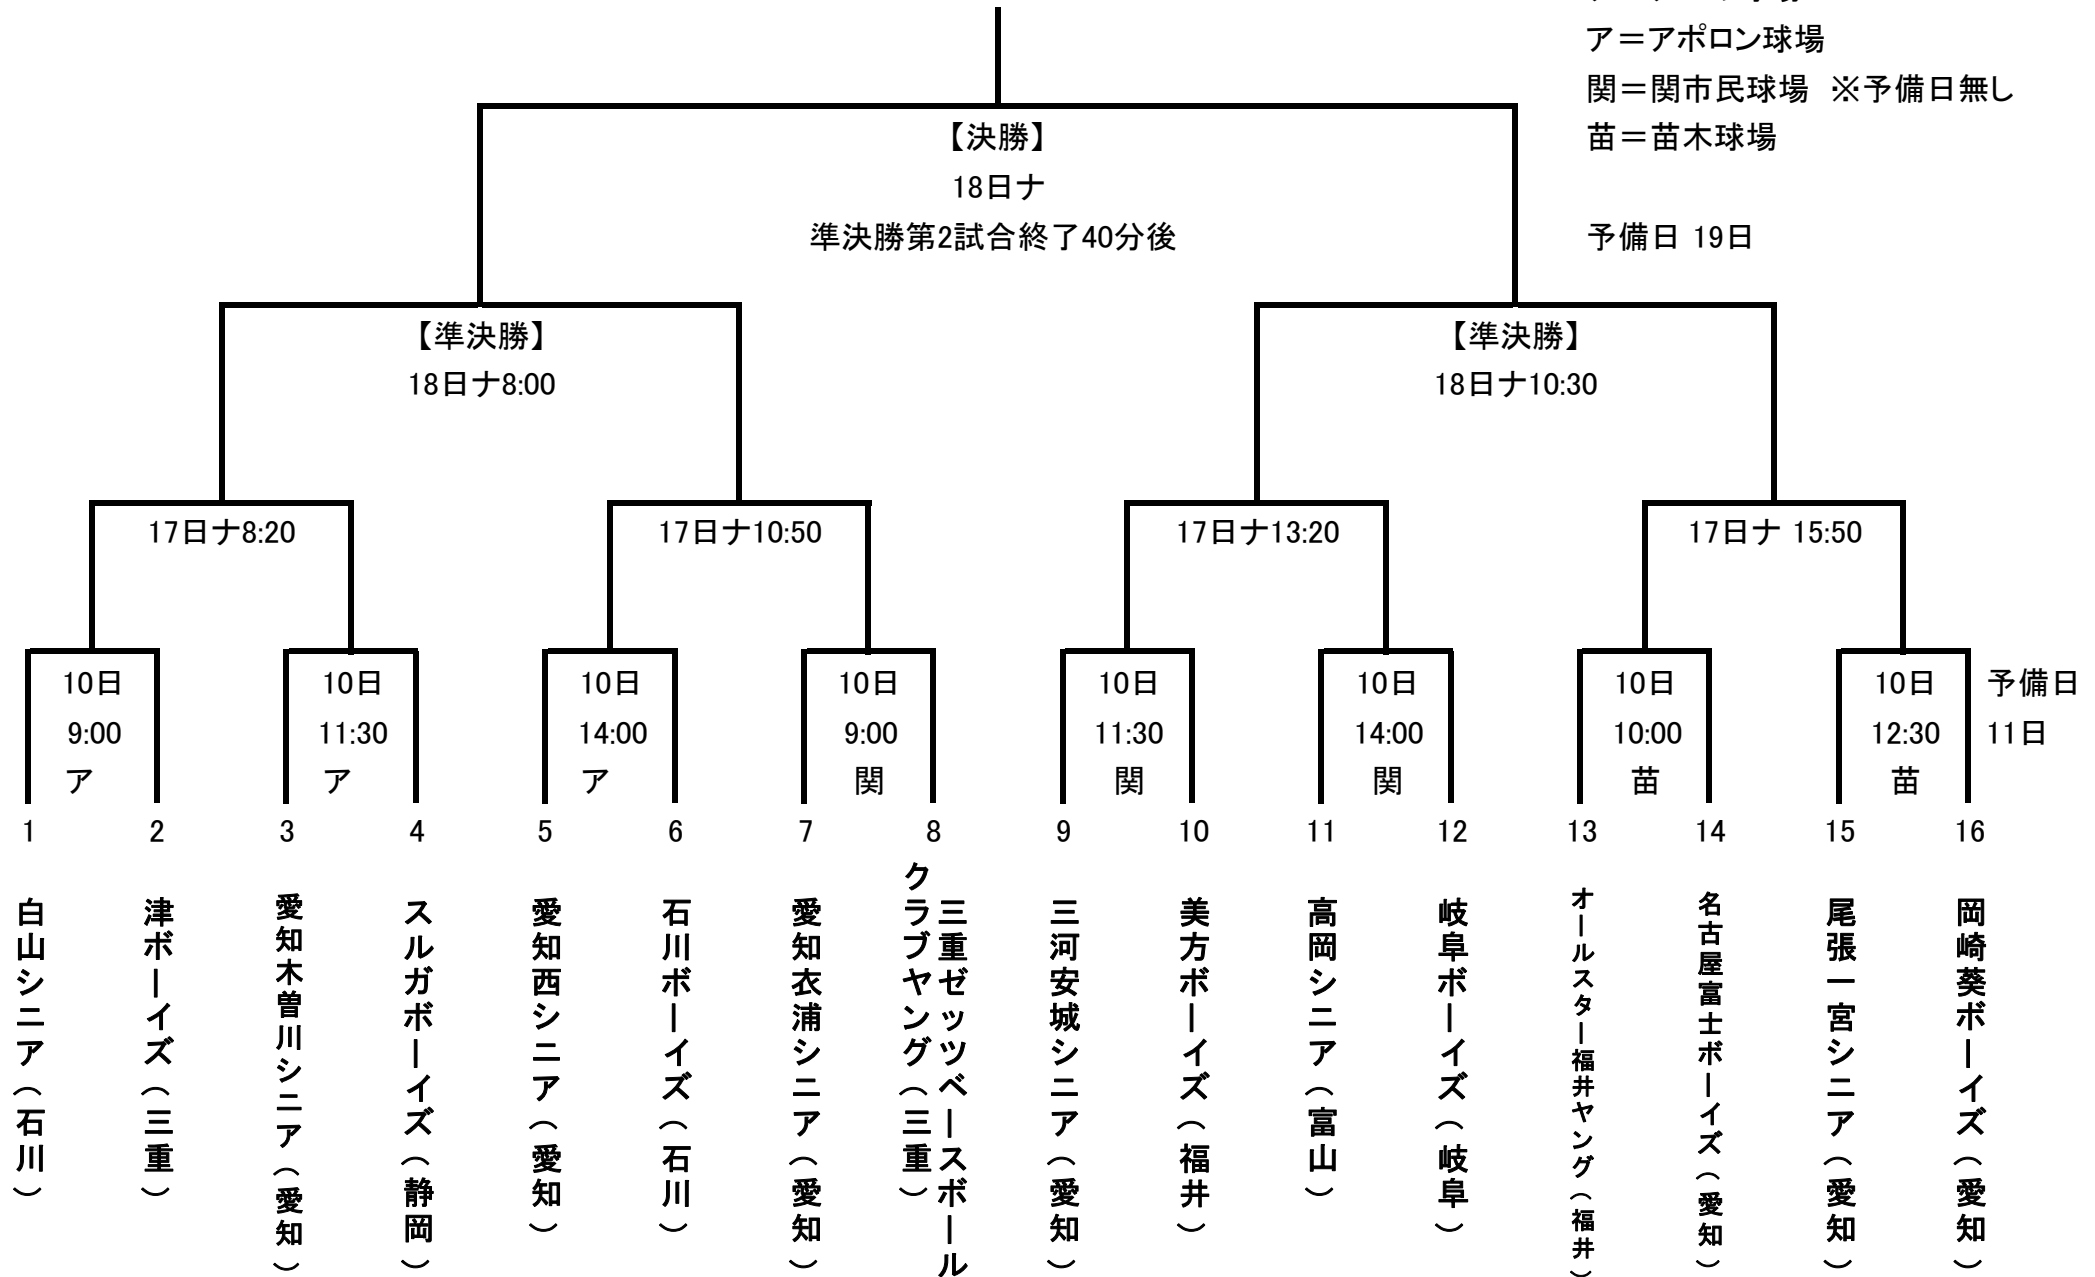 ア＝アポロン球場
関＝関市民球場 ※予備日無し
苗＝苗木球場
予備日 19日
【決勝】
18日ナ
準決勝第2試合終了40分後
【準決勝】
18日ナ8:00
【準決勝】
18日ナ10:30
17日ナ8:20
17日ナ10:50
17日ナ13:20
17日ナ 15:50
10日
9:00
ア
10日
11:30
ア
10日
14:00
ア
10日
9:00
関
10日
11:30
関
10日
14:00
関
10日
10:00
苗
10日
12:30
苗
予備日
11日
1
2
3
4
5
6
7
8
9
10
11
12
13
14
15
16
白山シニア（石川）
津ボーイズ（三重）
愛知木曽川シニア（愛知）
スルガボーイズ（静岡）
愛知西シニア（愛知）
石川ボーイズ（石川）
愛知衣浦シニア（愛知）
三重ゼッツベースボール
クラブヤング（三重）
三河安城シニア（愛知）
美方ボーイズ（福井）
高岡シニア（富山）
岐阜ボーイズ（岐阜）
オールスター福井ヤング（福井）
名古屋富士ボーイズ（愛知）
尾張一宮シニア（愛知）
岡崎葵ボーイズ（愛知）